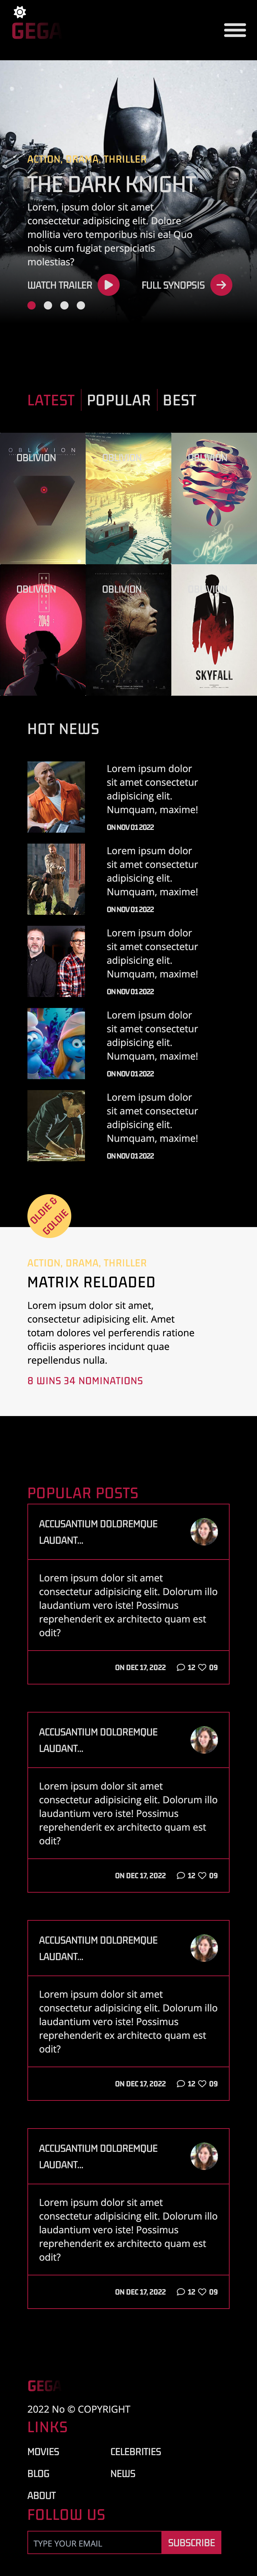 GEGA
ACTION, DRAMA, THRILLER
THE DARK KNIGHT
Lorem, ipsum dolor sit amet
consectetur adipisicing elit. Dolore
mollitia vero temporibus nisi ea! Quo
nobis cum fugiat perspiciatis
molestias?
WATCH TRAILER FULL SYNOPSIS
LATEST POPULAR BEST
OBLIVION
OBLIVION OBLIVION OBLIVION
OBLIVION OBLIVION OBLIVION
2049
SKYFALL
HOT NEWS
Lorem ipsum dolor
sit amet consectetur
adipisicing elit.
Numquam, maxime!
ON NOV 01 2022
Lorem ipsum dolor
sit amet consectetur
adipisicing elit.
Numquam, maxime!
ON NOV 01 2022
Lorem ipsum dolor
sit amet consectetur
adipisicing elit.
Numquam, maxime!
ON NOV 01 2022
Lorem ipsum dolor
sit amet consectetur
adipisicing elit.
Numquam, maxime!
ON NOV 01 2022
Lorem ipsum dolor
sit amet consectetur
adipisicing elit.
Numquam, maxime!
ON NOV 01 2022
OLDIE &
GOLDIE
ACTION, DRAMA, THRILLER
MATRIX RELOADED
Lorem ipsum dolor sit amet,
consectetur adipisicing elit. Amet
totam dolores vel perferendis ratione
officiis asperiores incidunt quae
repellendus nulla.
8 WINS 34 NOMINATIONS
POPULAR POSTS
ACCUSANTIUM DOLOREMQUE
LAUDANT...
Lorem ipsum dolor sit amet
consectetur adipisicing elit. Dolorum illo
laudantium vero iste! Possimus
reprehenderit ex architecto quam est
odit?
ON DEC 17, 2022 12 09
ACCUSANTIUM DOLOREMQUE
LAUDANT...
Lorem ipsum dolor sit amet
consectetur adipisicing elit. Dolorum illo
laudantium vero iste! Possimus
reprehenderit ex architecto quam est
odit?
ON DEC 17, 2022 12 09
ACCUSANTIUM DOLOREMQUE
LAUDANT...
Lorem ipsum dolor sit amet
consectetur adipisicing elit. Dolorum illo
laudantium vero iste! Possimus
reprehenderit ex architecto quam est
odit?
ON DEC 17, 2022 12 09
ACCUSANTIUM DOLOREMQUE
LAUDANT...
Lorem ipsum dolor sit amet
consectetur adipisicing elit. Dolorum illo
laudantium vero iste! Possimus
reprehenderit ex architecto quam est
odit?
ON DEC 17, 2022 12 09
GEGA
2022 No © COPYRIGHT
LINKS
MOVIES CELEBRITIES
BLOG NEWS
ABOUT
FOLLOW US
TYPE YOUR EMAIL SUBSCRIBE